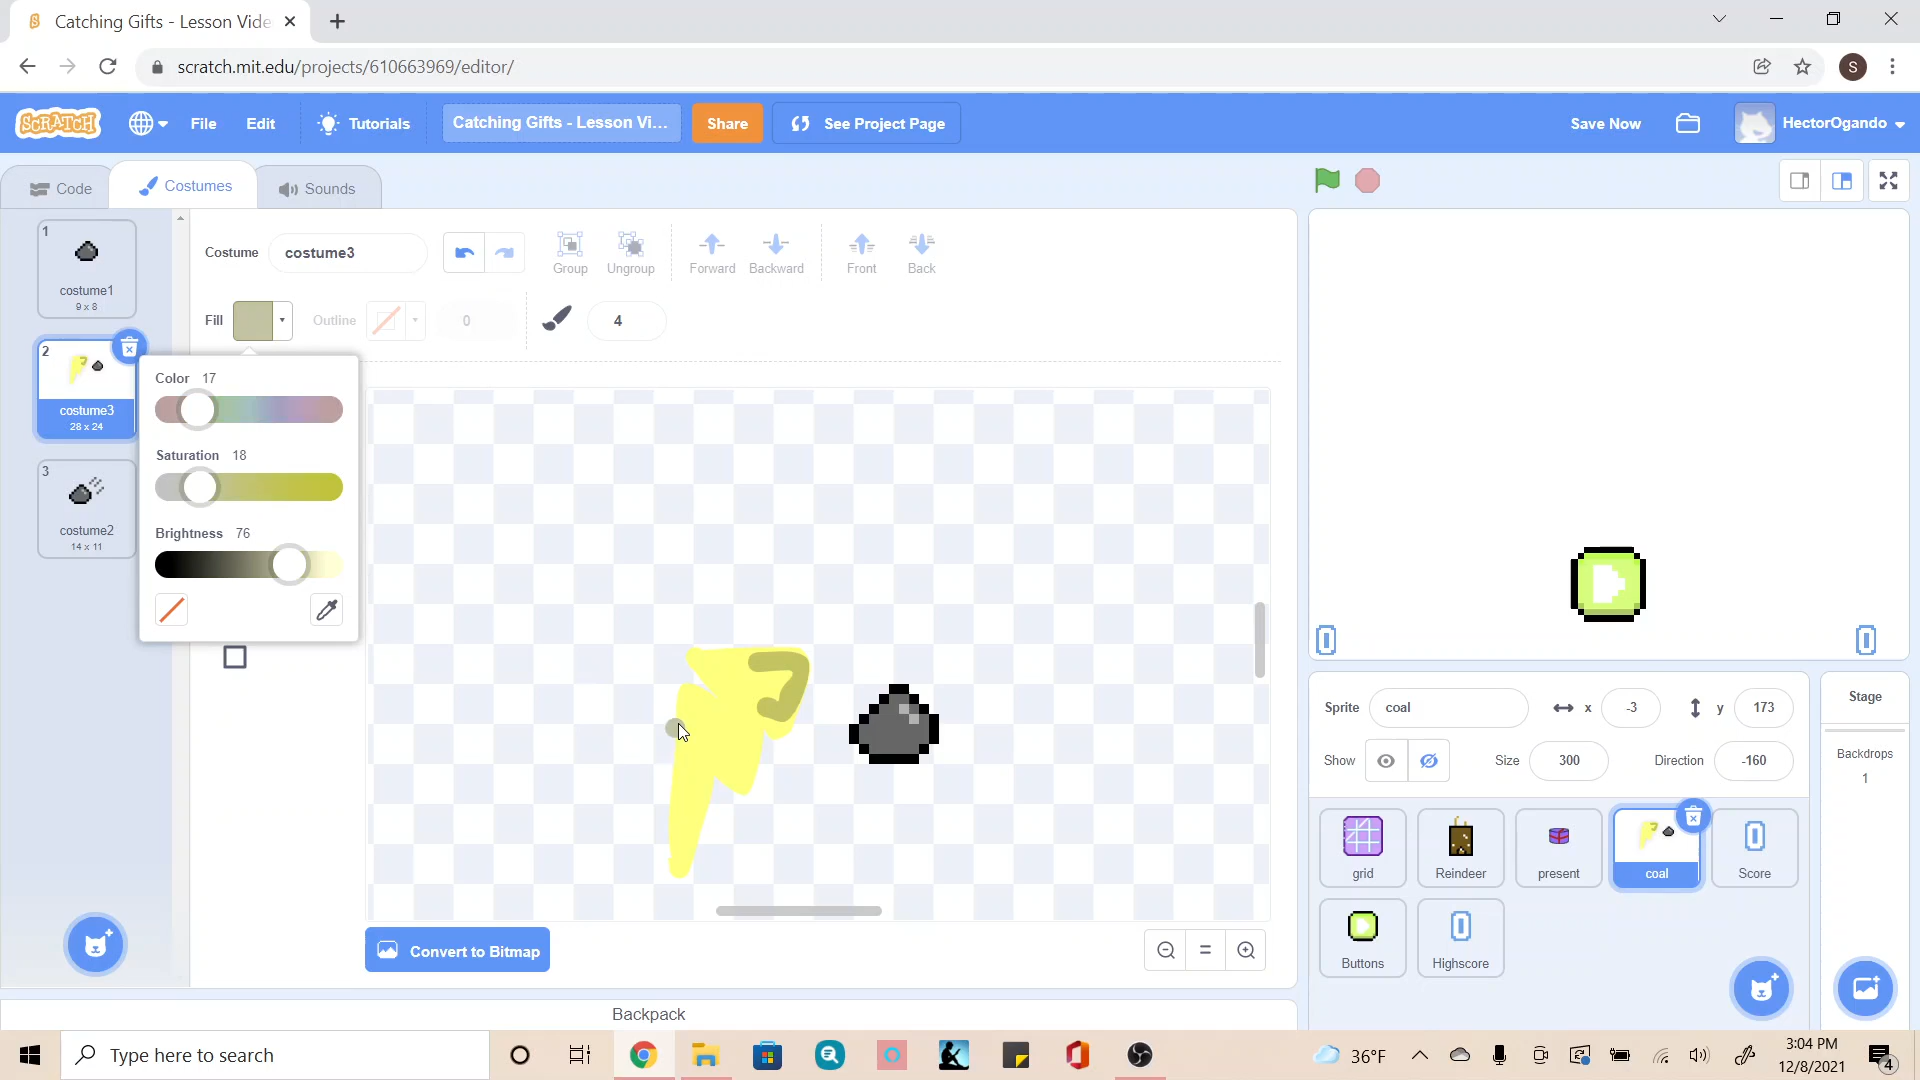 Catching Gifts - Lesson Vide
scratch.mit.edu/projects/610663969/editor/
S
SCRATCH
File
Edit
Tutorials
Catching Gifts - Lesson Vi...
Share
See Project Page
Save Now
HectorOgando
Code
Costumes
Sounds
1
costume1
9 x 8
2
costume3
28 x 24
3
costume2
14 x 11
Costume
costume3
Group
Ungroup
Forward
Backward
Front
Back
Fill
Outline
0
4
Color 17
Saturation 18
Brightness 76
Convert to Bitmap
Backpack
Sprite
coal
x
-3
y
173
Show
Size
300
Direction
-160
Stage
Backdrops
1
grid
Reindeer
present
coal
Score
Buttons
Highscore
Type here to search
36°F
3:04 PM
12/8/2021
4